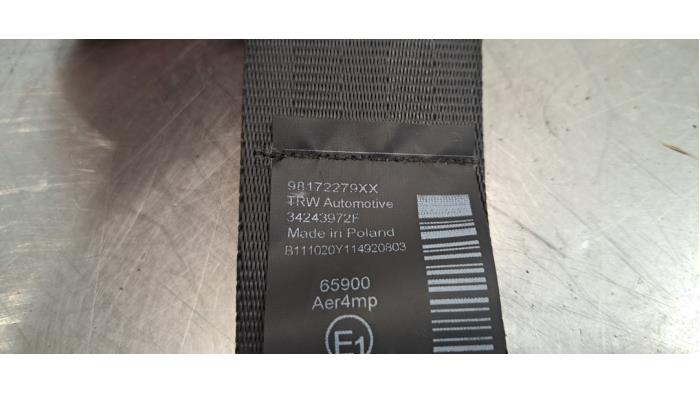 98172279XX
TRW Automotive
34243972F
Made in Poland
B111020Y114920803
65900
Aer4mp
E1